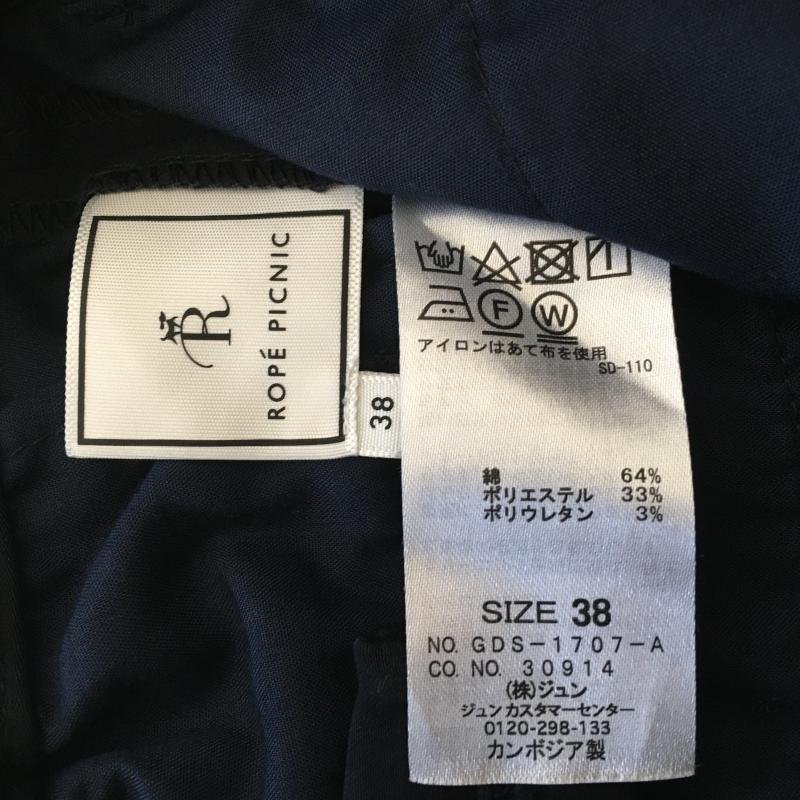 R
ROPÉ PICNIC
38
F W
アイロンはあて布を使用
SD-110
綿 64%
ポリエステル 33%
ポリウレタン 3%
SIZE 38
NO. GDS-1707-A
CO. NO. 30914
(株)ジュン
ジュン カスタマーセンター
0120-298-133
カンボジア製